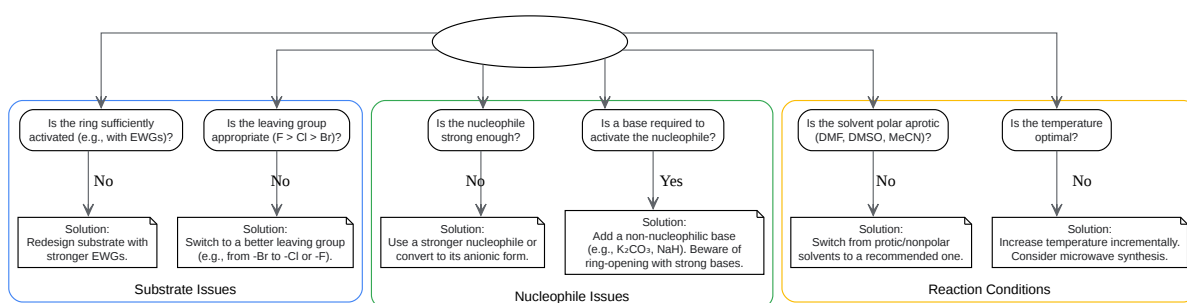 Is the ring sufficiently
activated (e.g., with EWGs)?
Is the leaving group
appropriate (F > Cl > Br)?
Is the nucleophile
strong enough?
Is a base required to
activate the nucleophile?
Is the solvent polar aprotic
(DMF, DMSO, MeCN)?
Is the temperature
optimal?
No
No
No
Yes
No
No
Solution:
Redesign substrate with
stronger EWGs.
Solution:
Switch to a better leaving group
(e.g., from -Br to -Cl or -F).
Solution:
Use a stronger nucleophile or
convert to its anionic form.
Solution:
Add a non-nucleophilic base
(e.g., K₂CO₃, NaH). Beware of
ring-opening with strong bases.
Solution:
Switch from protic/nonpolar
solvents to a recommended one.
Solution:
Increase temperature incrementally.
Consider microwave synthesis.
Substrate Issues
Nucleophile Issues
Reaction Conditions